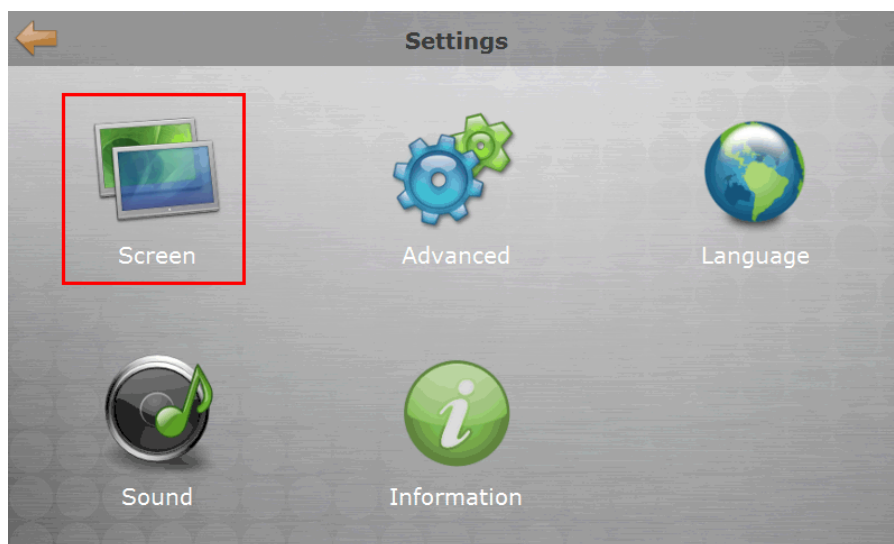 Settings
Screen
Advanced
Language
Sound
Information